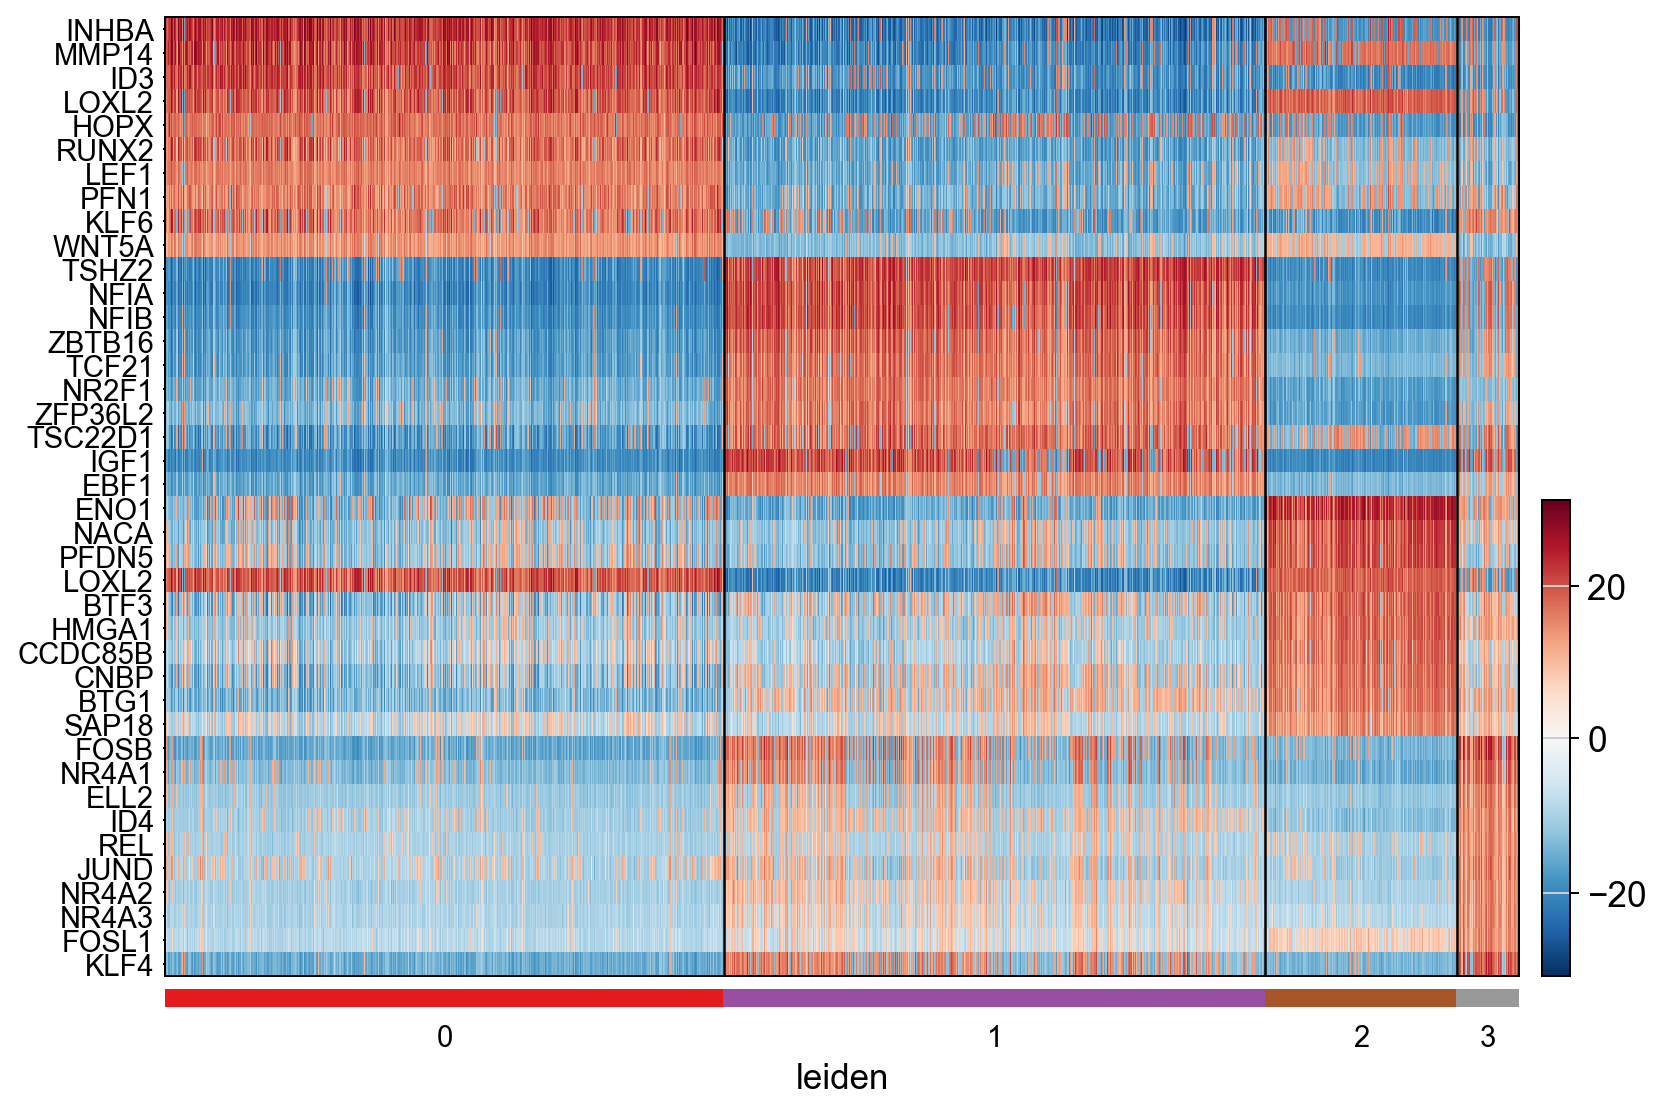 INHBA
MMP14
ID3
LOXL2
HOPX
RUNX2
LEF1
PFN1
KLF6
WNT5A
TSHZ2
NFIA
NFIB
ZBTB16
TCF21
NR2F1
ZFP36L2
TSC22D1
IGF1
EBF1
ENO1
NACA
PFDN5
LOXL2
BTF3
HMGA1
CCDC85B
CNBP
BTG1
SAP18
FOSB
NR4A1
ELL2
ID4
REL
JUND
NR4A2
NR4A3
FOSL1
KLF4
20
0
−20
0 1 2 3
leiden